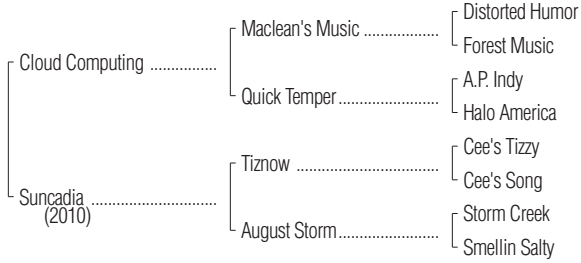 Distorted Humor
Maclean's Music ..................
Forest Music
Cloud Computing ................
A.P. Indy
Quick Temper........................
Halo America
Cee's Tizzy
Tiznow ..................................
Cee's Song
Suncadia ..............................
(2010)
Storm Creek
August Storm........................
Smellin Salty